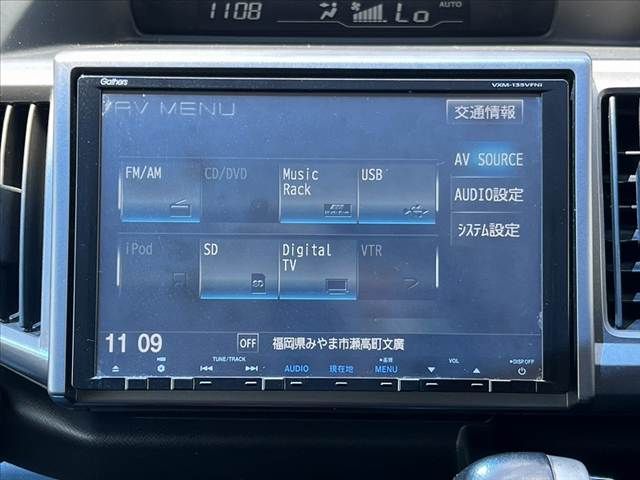 1108 AUTO Lo
Gathers VXM-135VFNi
AV MENU 交通情報
FM/AM CD/DVD Music Rack USB AV SOURCE
AUDIO設定
iPod SD Digital TV VTR システム設定
SD
11 09 OFF 福岡県みやま市瀬高町文廣
TUNE/TRACK +長押 VOL DISP OFF
AUDIO 現在地 MENU